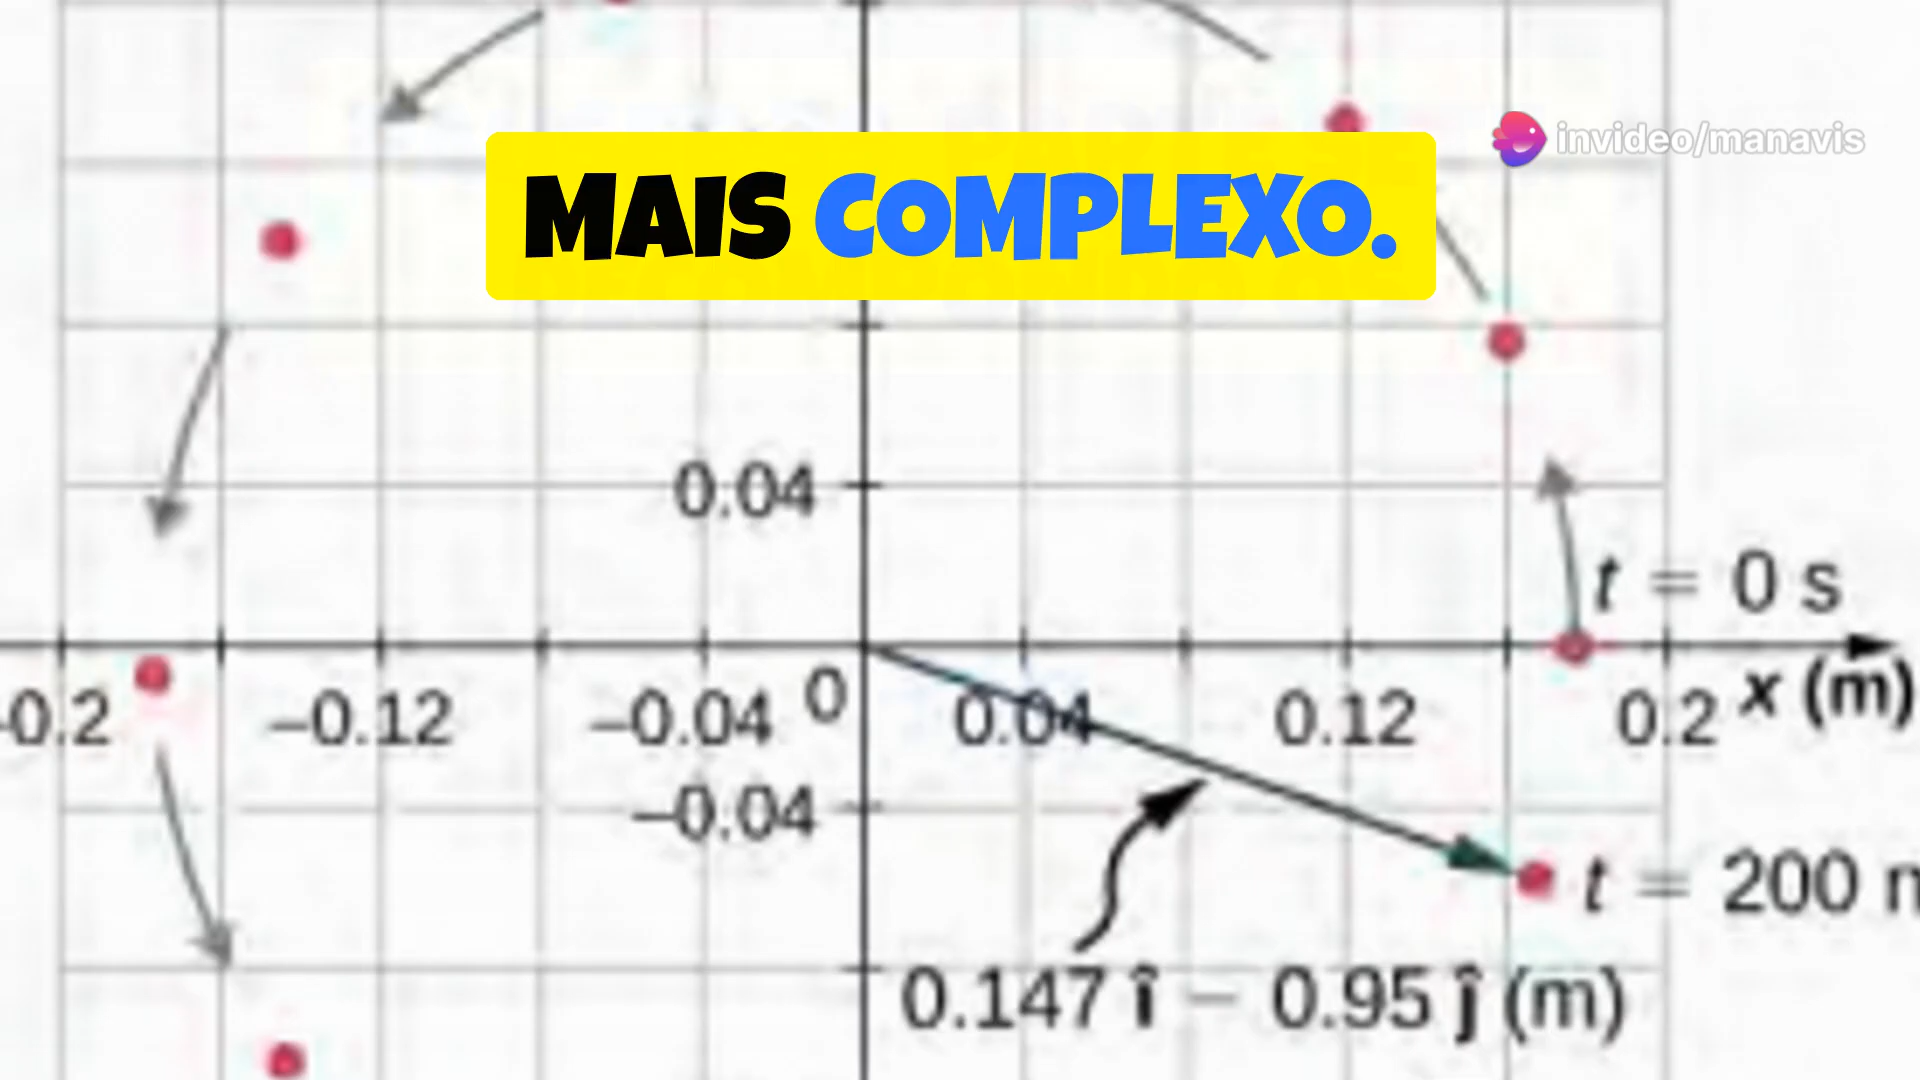 MAIS COMPLEXO.
invideo/manavis
0.04
t = 0 s
-0.2 −0.12 −0.04 0 0.04 0.12 0.2 x (m)
−0.04
t = 200 n
0.147 î − 0.95 ĵ (m)